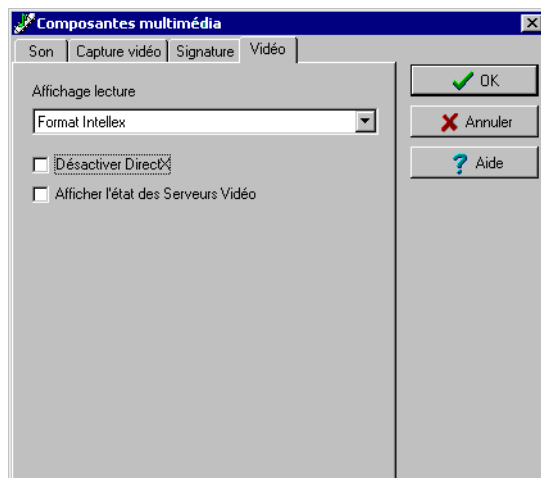 Composantes multimédia
Son
Capture vidéo
Signature
Vidéo
Affichage lecture
Format Intellex
Désactiver DirectX
Afficher l'état des Serveurs Vidéo
OK
Annuler
Aide